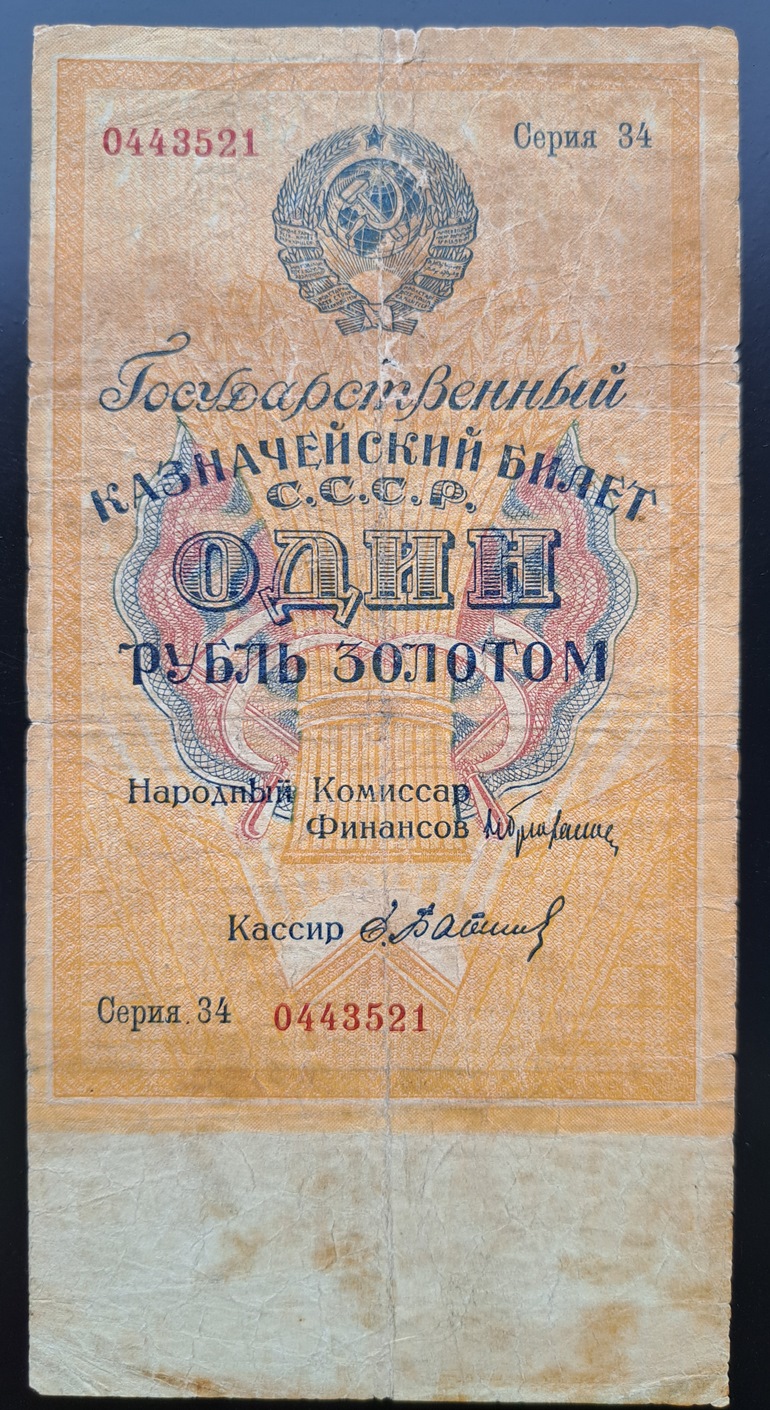 0443521 Серия 34
Государственный
КАЗНАЧЕЙСКИЙ БИЛЕТ
С.С.С.Р.
ОДИН
РУБЛЬ ЗОЛОТОМ
Народный Комиссар
Финансов
Кассир
Серия. 34 0443521